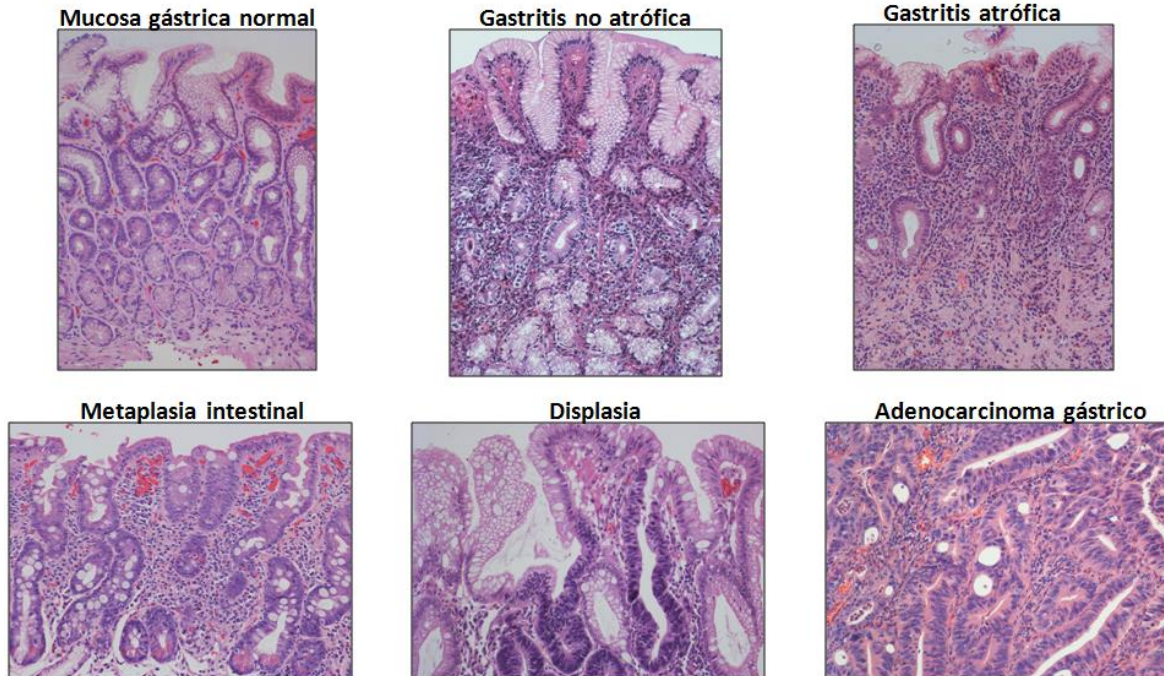 Mucosa gástrica normal
Gastritis no atrófica
Gastritis atrófica
Metaplasia intestinal
Displasia
Adenocarcinoma gástrico